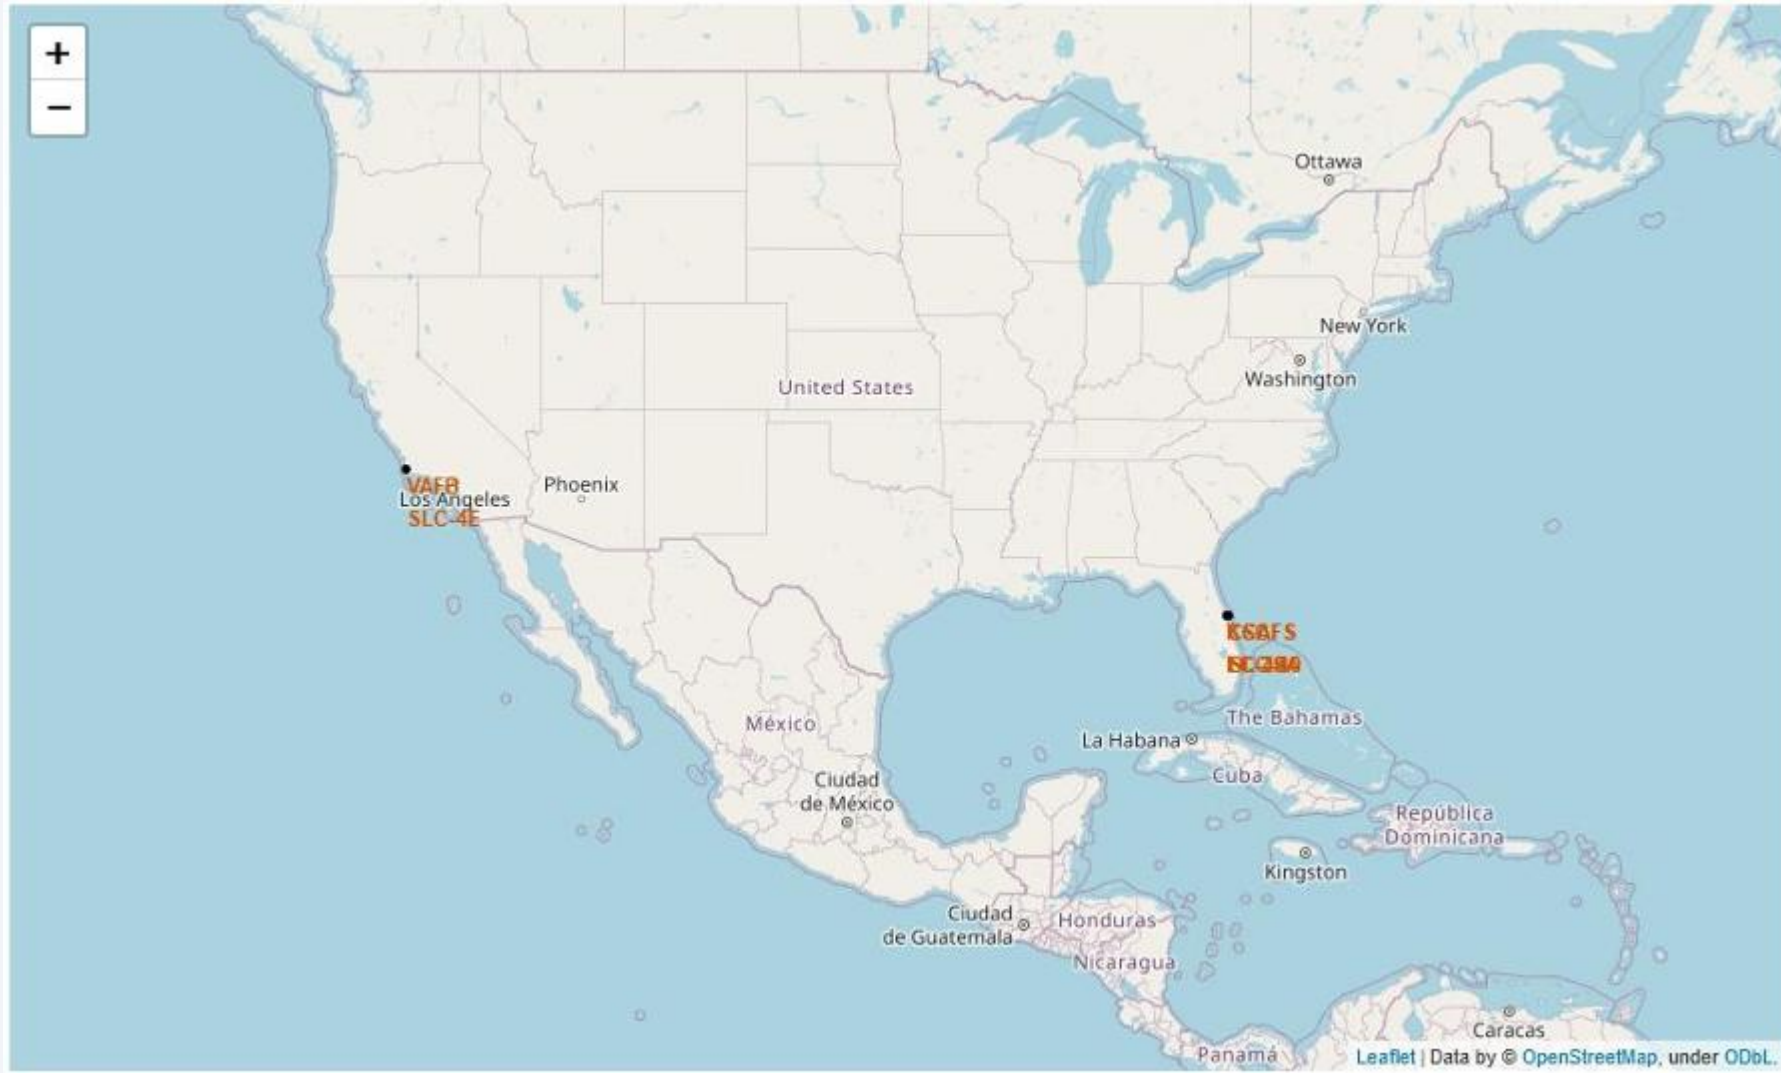 +
−
Ottawa
New York
Washington
United States
VAFB
Los Angeles
SLC-4E
Phoenix
The Bahamas
México
La Habana
Cuba
Ciudad
de México
República
Dominicana
Kingston
Ciudad
de Guatemala
Honduras
Nicaragua
Caracas
Panamá
Leaflet | Data by © OpenStreetMap, under ODbL.